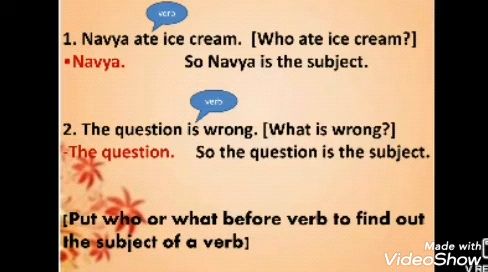 verb
1. Navya ate ice cream. [Who ate ice cream?]
•Navya. So Navya is the subject.
verb
2. The question is wrong. [What is wrong?]
-The question. So the question is the subject.
[Put who or what before verb to find out
the subject of a verb]
Made with
VideoShow